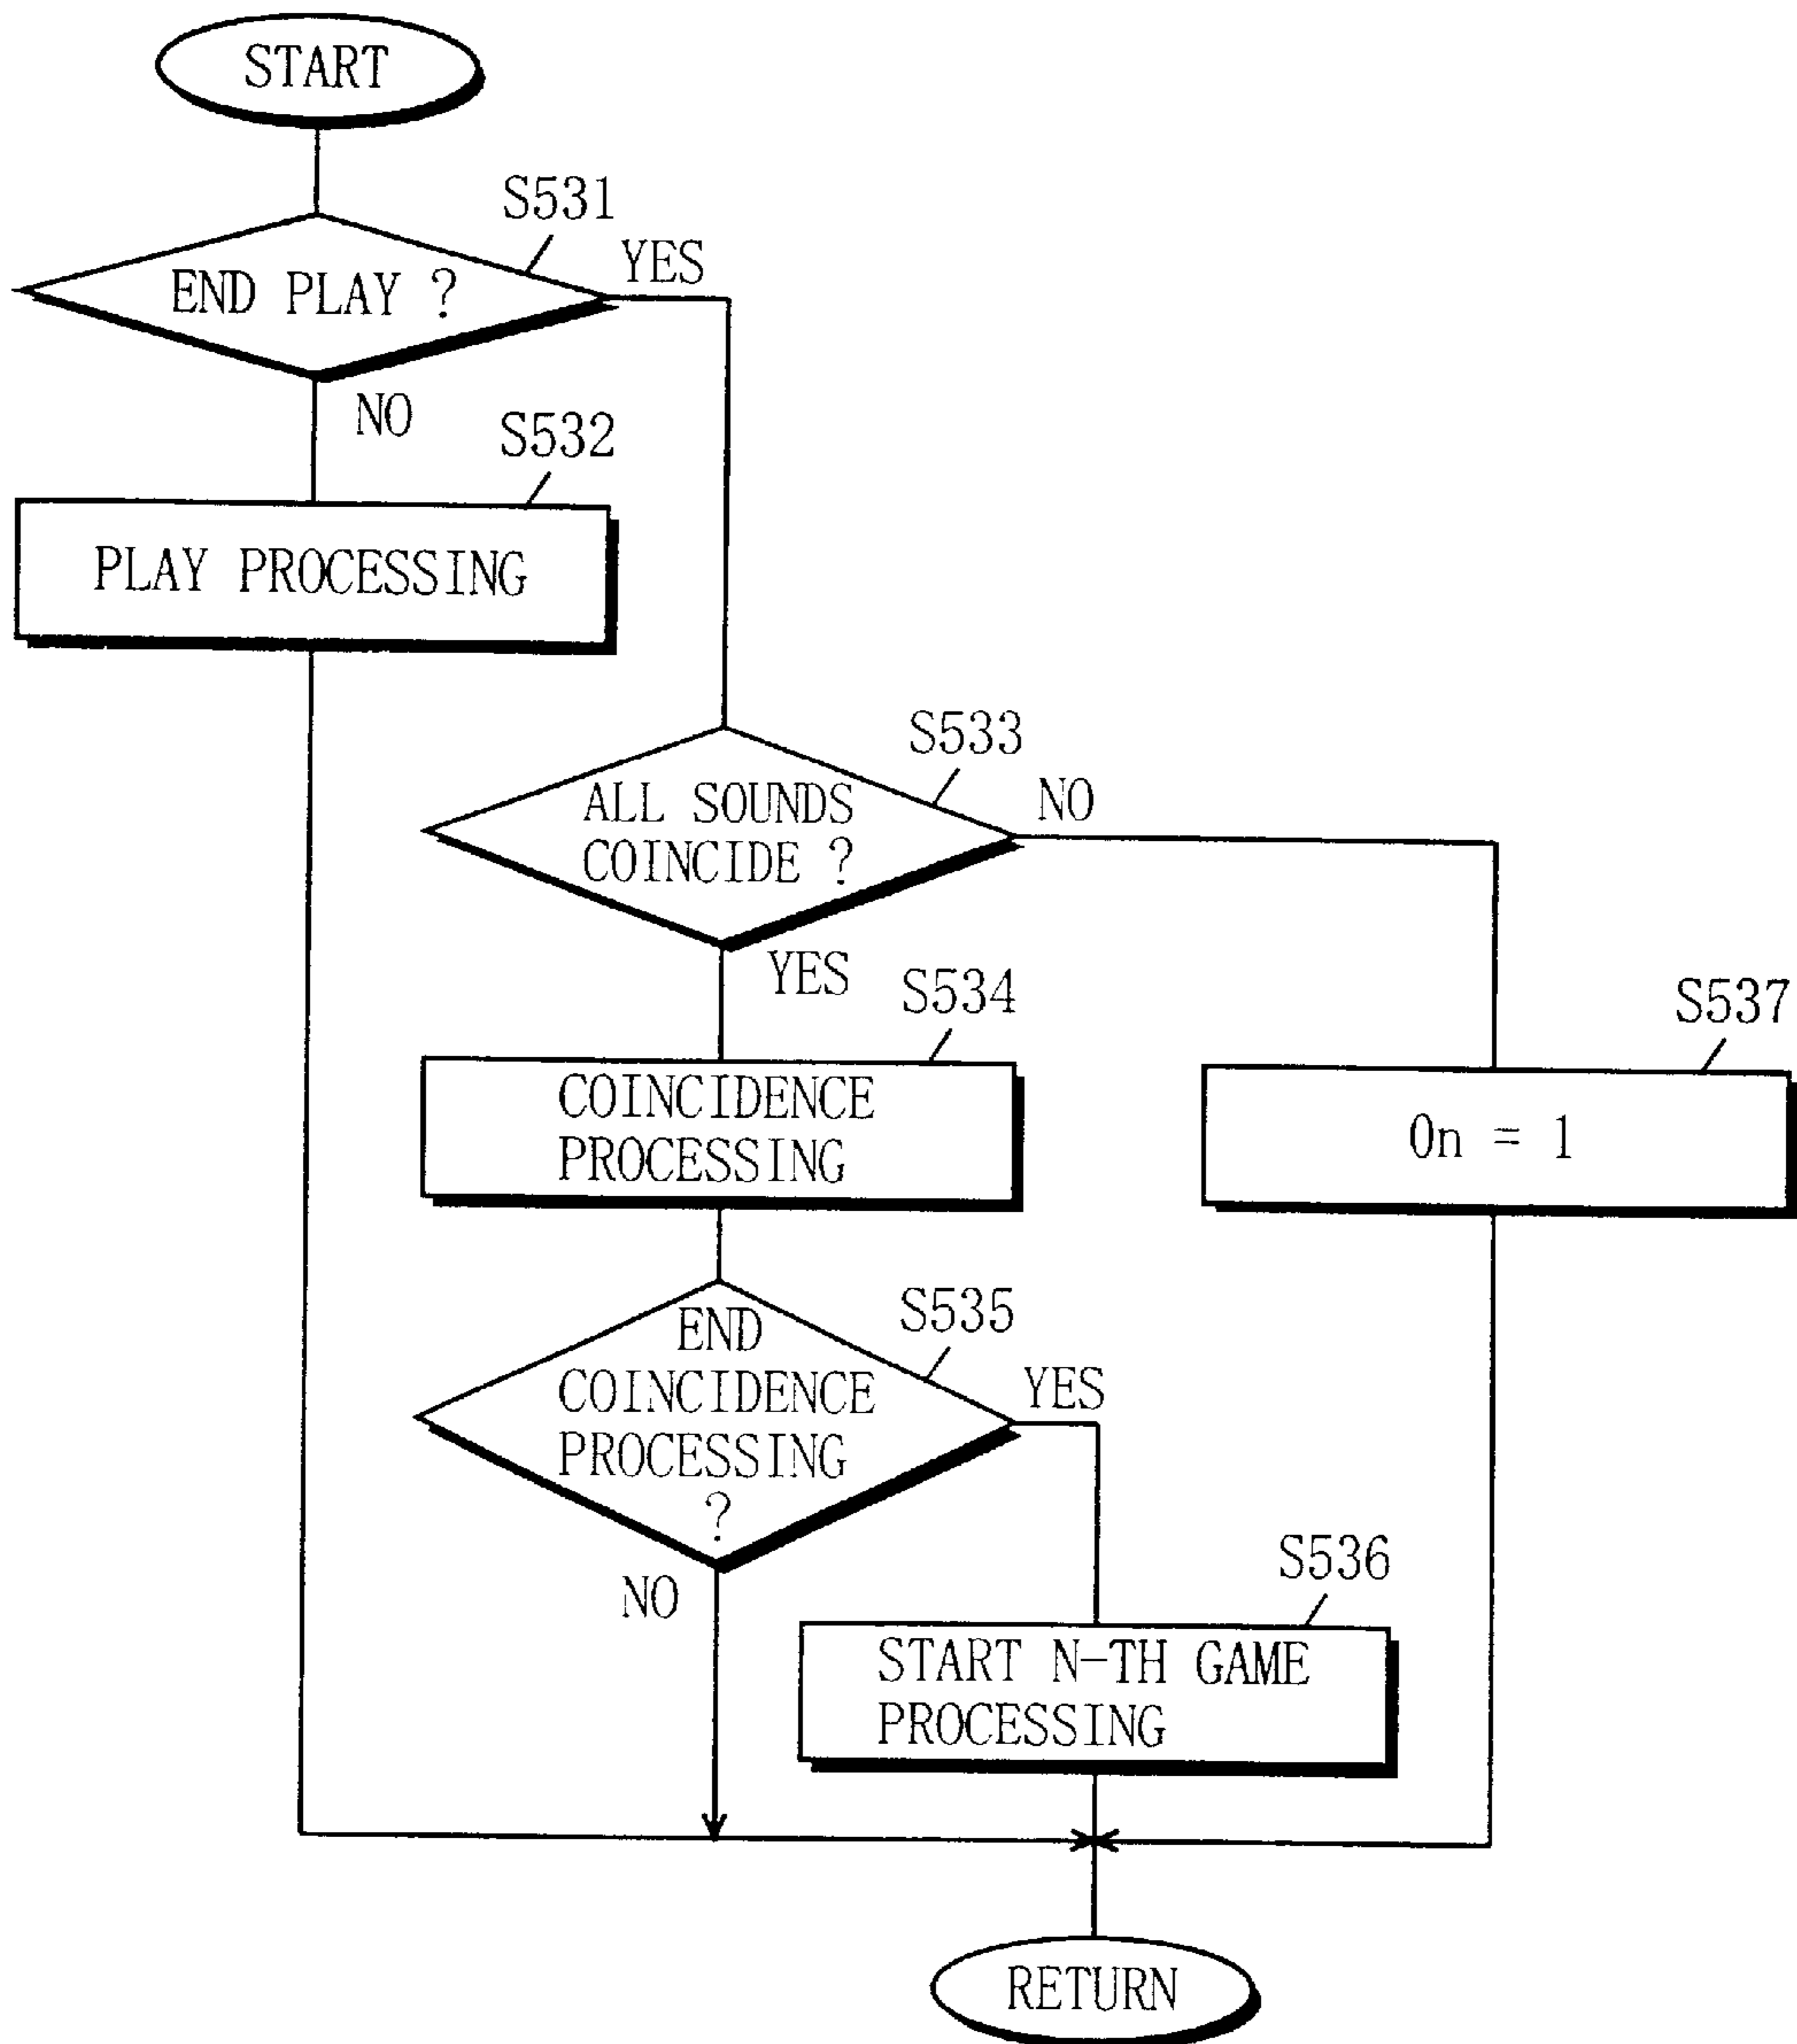 START
S531
END PLAY ?
YES
NO
S532
PLAY PROCESSING
S533
ALL SOUNDS
COINCIDE ?
NO
YES
S534
COINCIDENCE
PROCESSING
S537
On = 1
S535
END
COINCIDENCE
PROCESSING
?
YES
NO
S536
START N-TH GAME
PROCESSING
RETURN